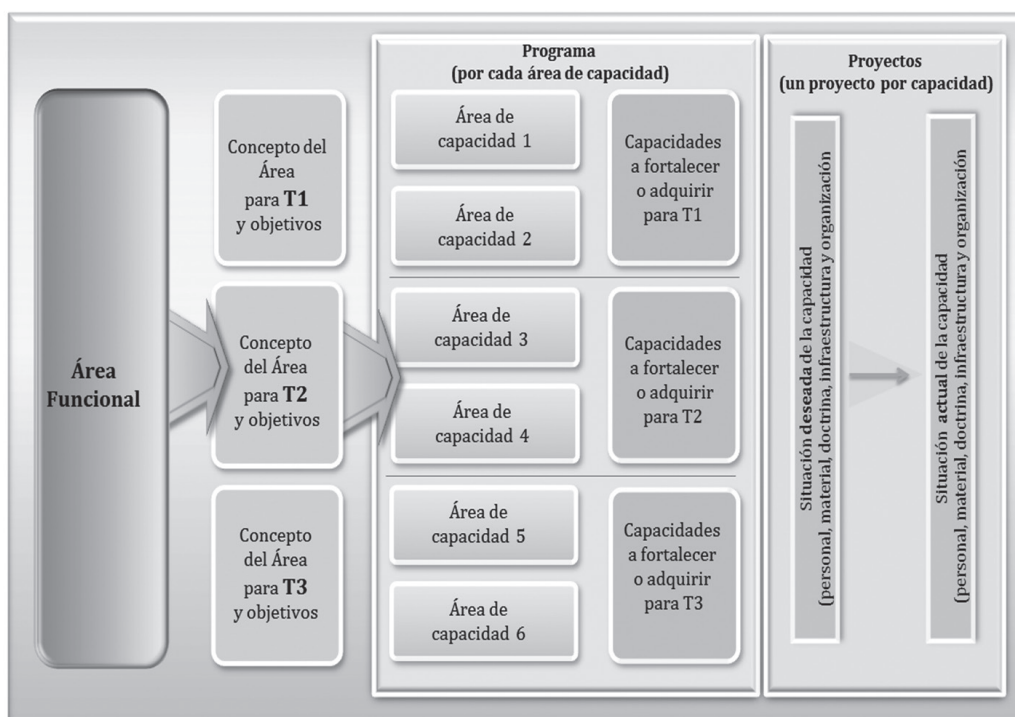 Área
Funcional
Concepto del
Área
para T1
y objetivos
Concepto
del Área
para T2
y objetivos
Concepto
del Área
para T3
y objetivos
Programa
(por cada área de capacidad)
Área de
capacidad 1
Área de
capacidad 2
Capacidades
a fortalecer
o adquirir
para T1
Área de
capacidad 3
Área de
capacidad 4
Capacidades
a fortalecer
o adquirir
para T2
Área de
capacidad 5
Área de
capacidad 6
Capacidades
a fortalecer
o adquirir
para T3
Proyectos
(un proyecto por capacidad)
Situación deseada de la capacidad
(personal, material, doctrina, infraestructura y organización
Situación actual de la capacidad
(personal, material, doctrina, infraestructura y organización